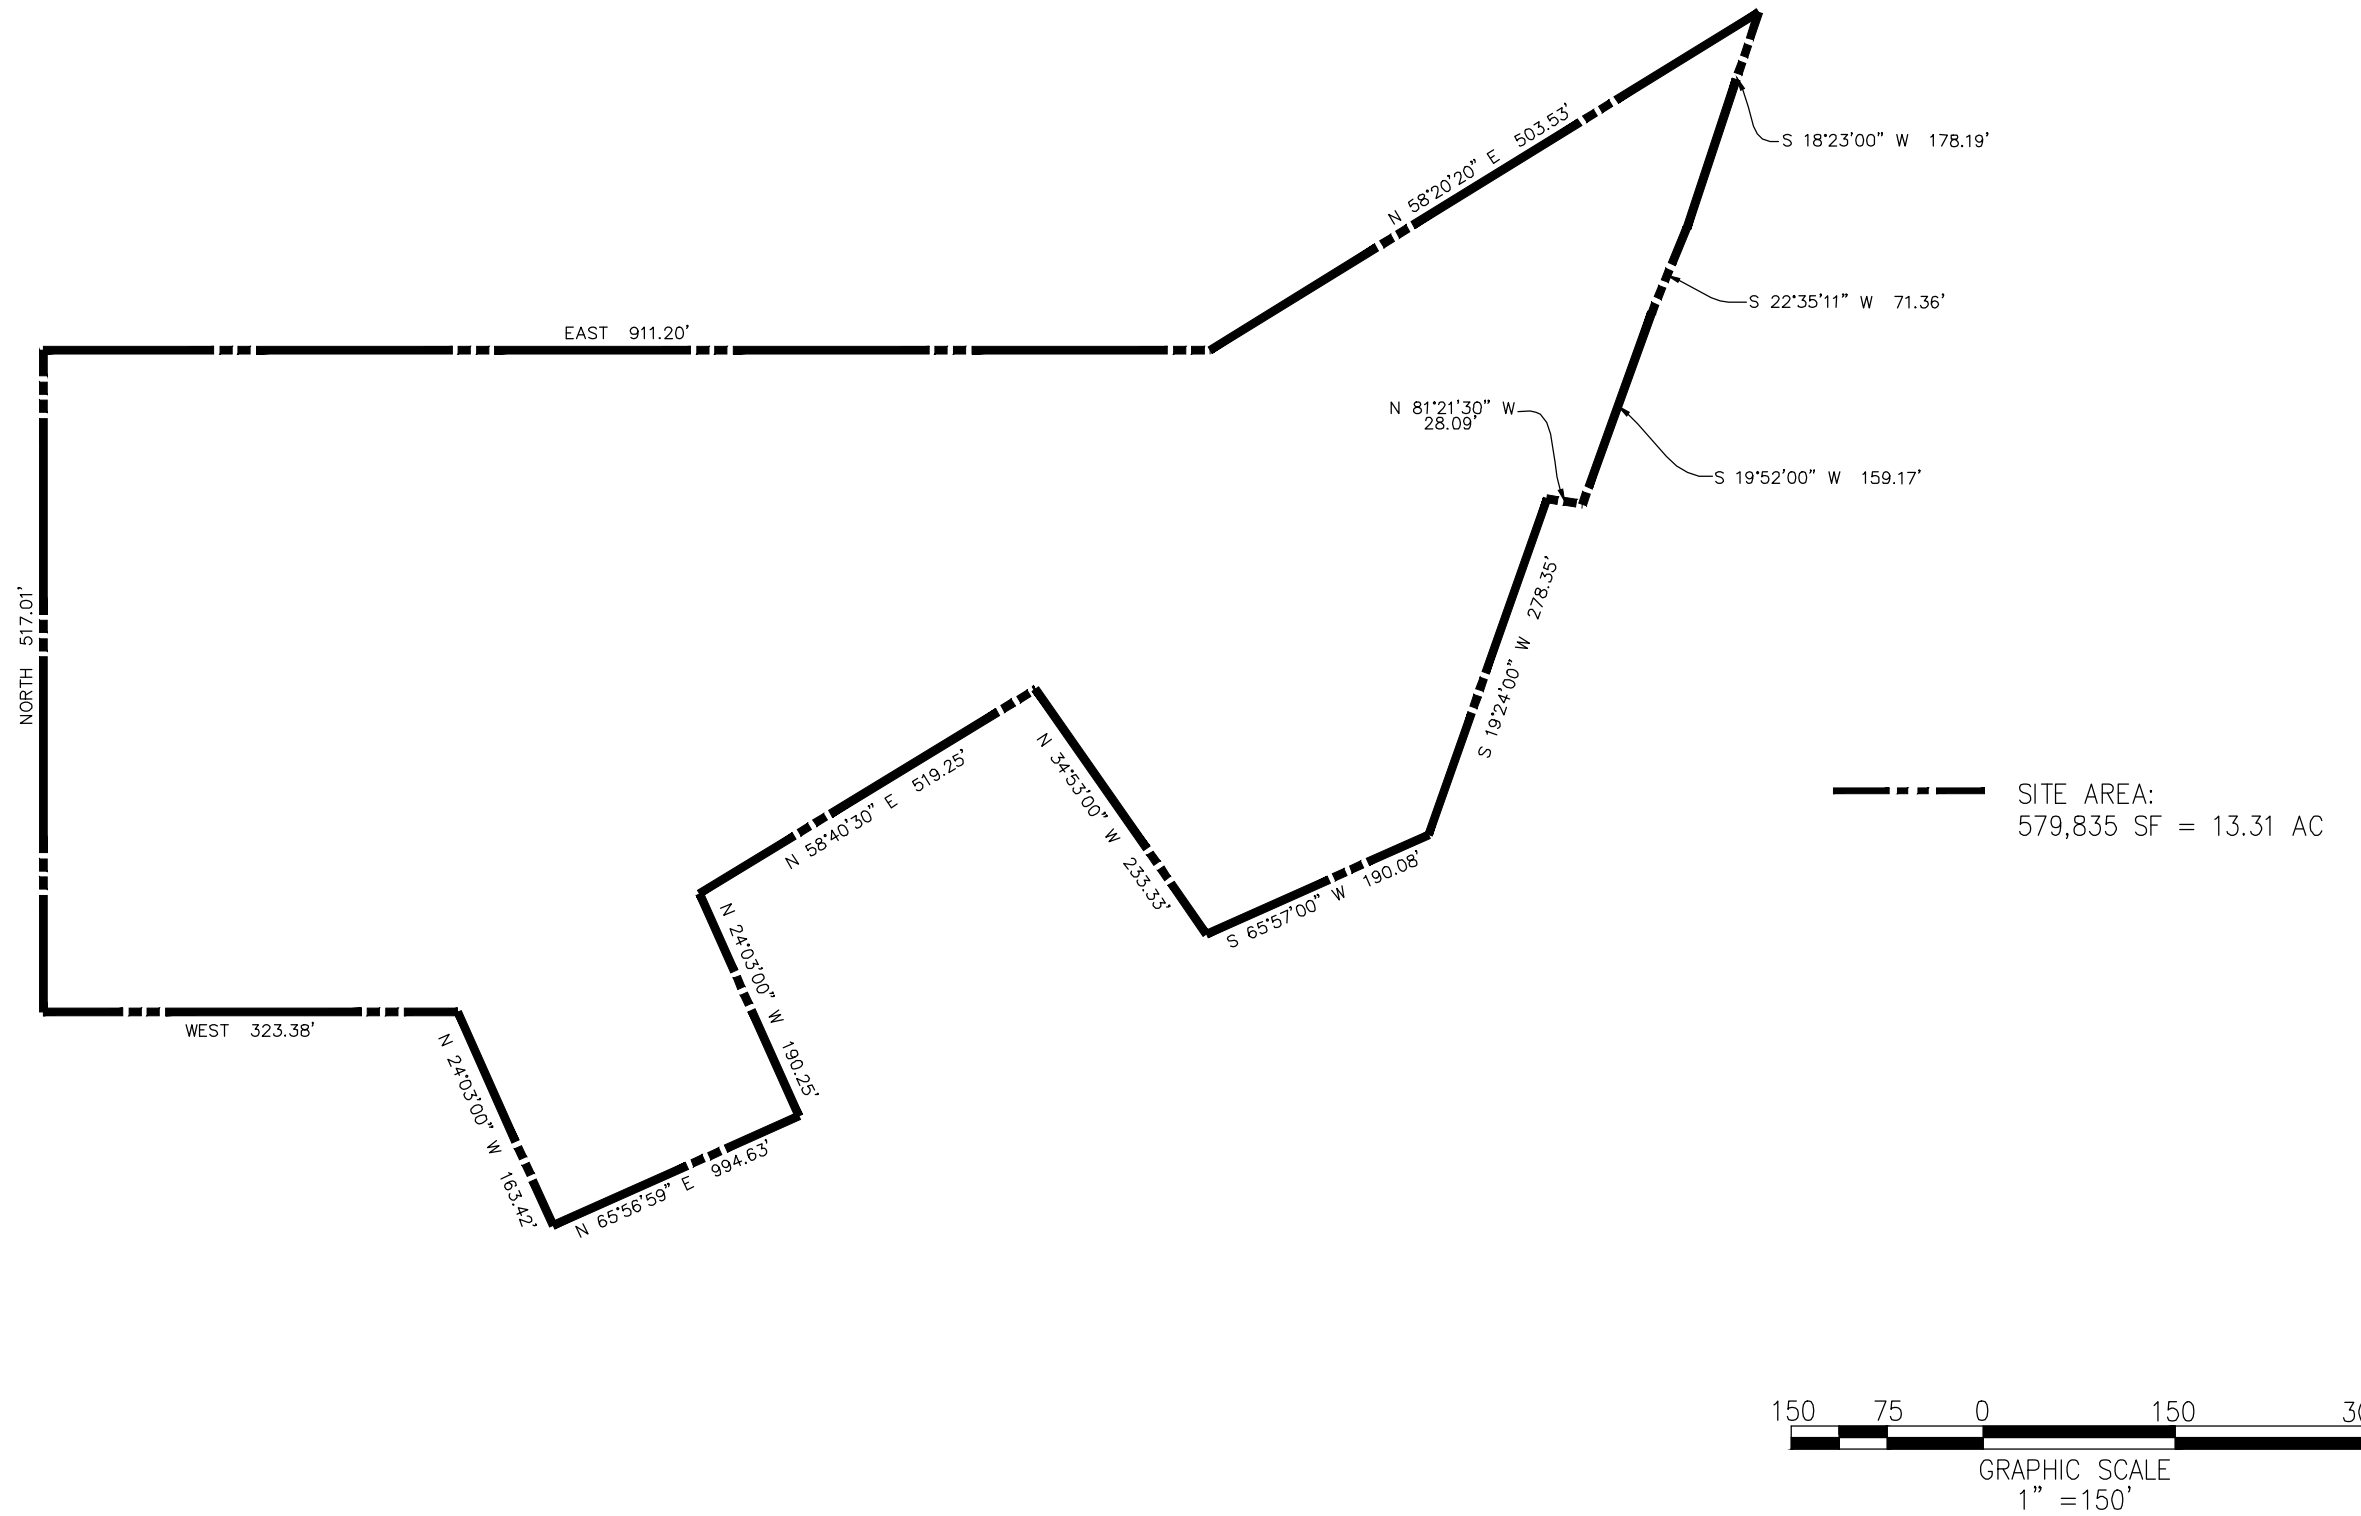 N 58°20'20" E 503.53'
S 18°23'00" W 178.19'
S 22°35'11" W 71.36'
EAST 911.20'
N 81°21'30" W
28.09'
S 19°52'00" W 159.17'
NORTH 517.01'
S 19°24'00" W 278.35'
N 58°40'30" E 519.25'
N 34°53'00" W 233.33'
SITE AREA:
579,835 SF = 13.31 AC
S 65°57'00" W 190.08'
N 24°03'00" W 190.25'
WEST 323.38'
N 24°03'00" W 163.42'
N 65°56'59" E 994.63'
150 75 0 150
GRAPHIC SCALE
1" =150'